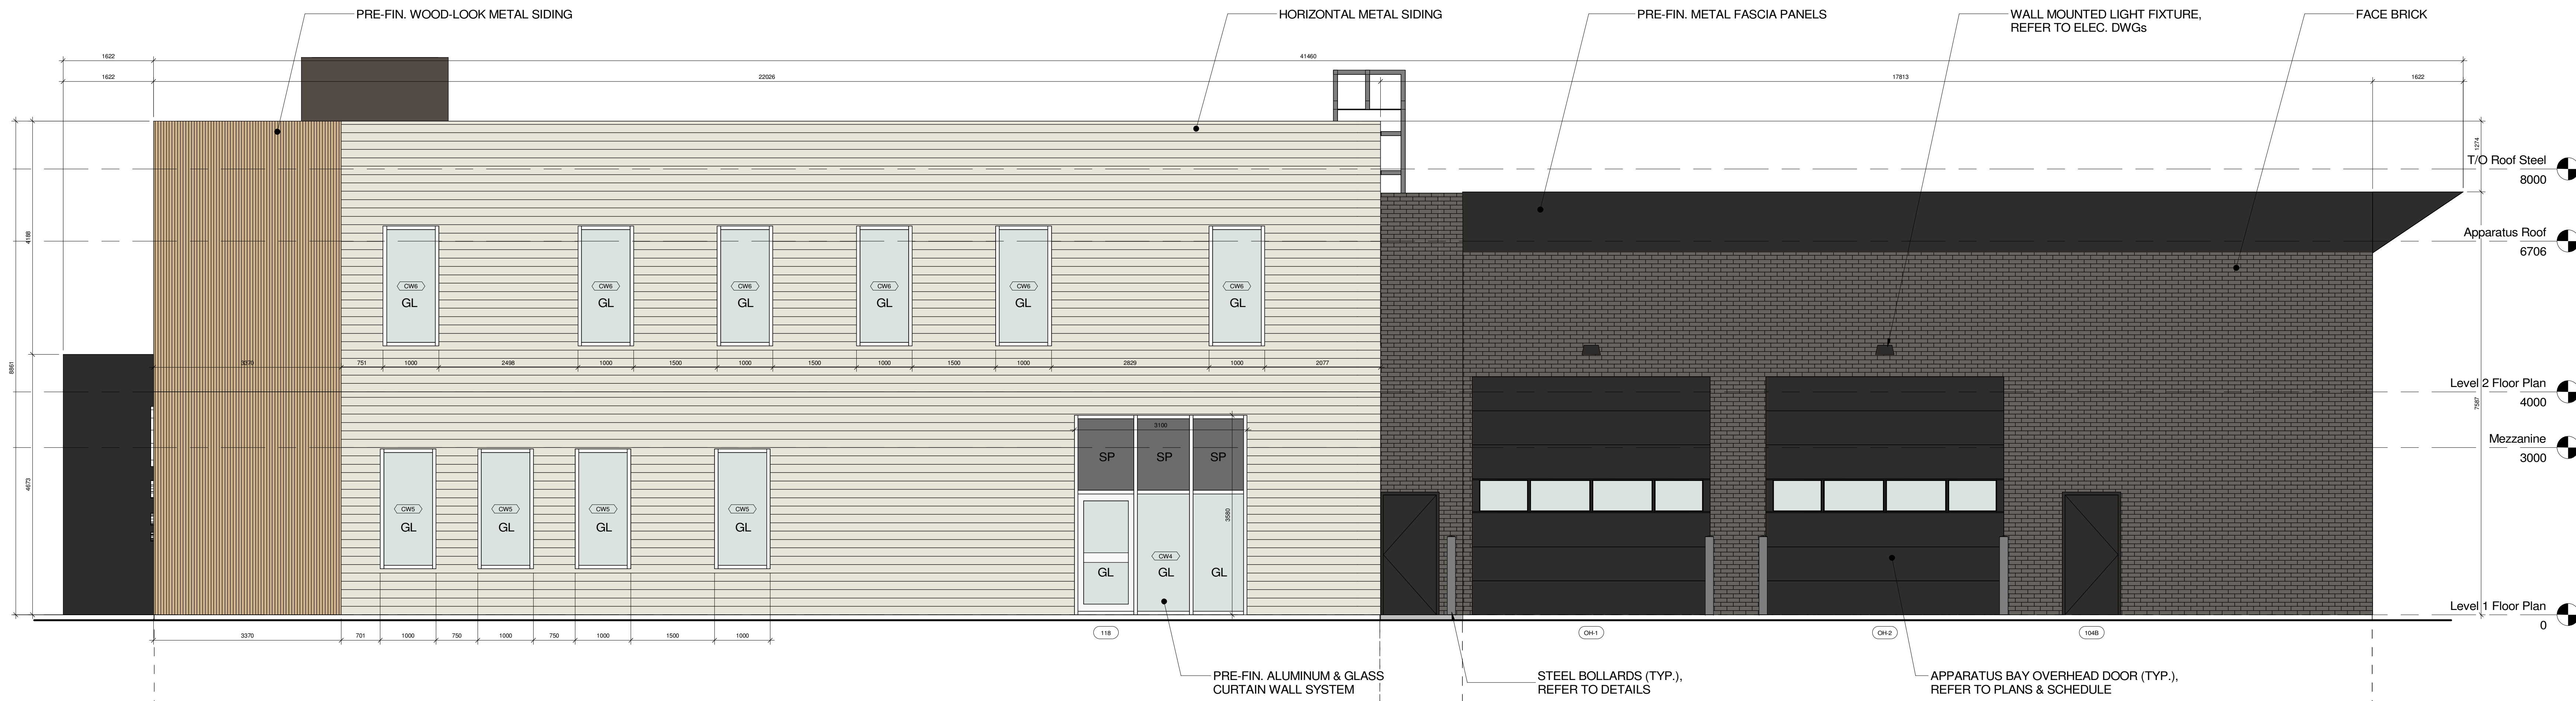 PRE-FIN. WOOD-LOOK METAL SIDING
HORIZONTAL METAL SIDING
PRE-FIN. METAL FASCIA PANELS
WALL MOUNTED LIGHT FIXTURE,
REFER TO ELEC. DWGs
FACE BRICK
1622
41460
1622
22026
17813
1622
1274
T/O Roof Steel
8000
4188
Apparatus Roof
6706
CW6
CW6
CW6
CW6
CW6
CW6
GL
GL
GL
GL
GL
GL
8861
3370
751
1000
2498
1000
1500
1000
1500
1000
1500
1000
2829
1000
2077
Level 2 Floor Plan
4000
7587
3100
Mezzanine
3000
SP
SP
SP
4673
CW5
CW5
CW5
CW5
GL
GL
GL
GL
3580
CW4
GL
GL
GL
Level 1 Floor Plan
0
3370
701
1000
750
1000
750
1000
1500
1000
118
OH-1
OH-2
104B
PRE-FIN. ALUMINUM & GLASS
CURTAIN WALL SYSTEM
STEEL BOLLARDS (TYP.),
REFER TO DETAILS
APPARATUS BAY OVERHEAD DOOR (TYP.),
REFER TO PLANS & SCHEDULE